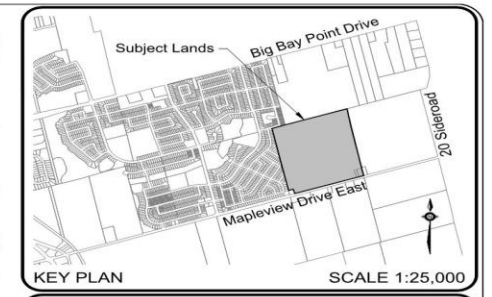 Subject Lands
Big Bay Point Drive
20 Sideroad
Mapleview Drive East
KEY PLAN
SCALE 1:25,000